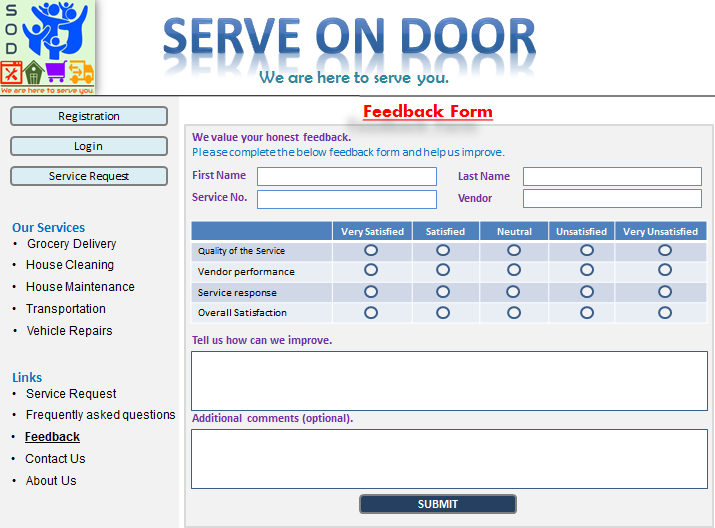 SOD
We are here to serve you.
SERVE ON DOOR
We are here to serve you.
Registration
Login
Service Request
Our Services
• Grocery Delivery
• House Cleaning
• House Maintenance
• Transportation
• Vehicle Repairs
Links
• Service Request
• Frequently asked questions
• Feedback
• Contact Us
• About Us
Feedback Form
We value your honest feedback.
Please complete the below feedback form and help us improve.
First Name Last Name
Service No. Vendor
Very Satisfied Satisfied Neutral Unsatisfied Very Unsatisfied
Quality of the Service
Vendor performance
Service response
Overall Satisfaction
Tell us how can we improve.
Additional comments (optional).
SUBMIT